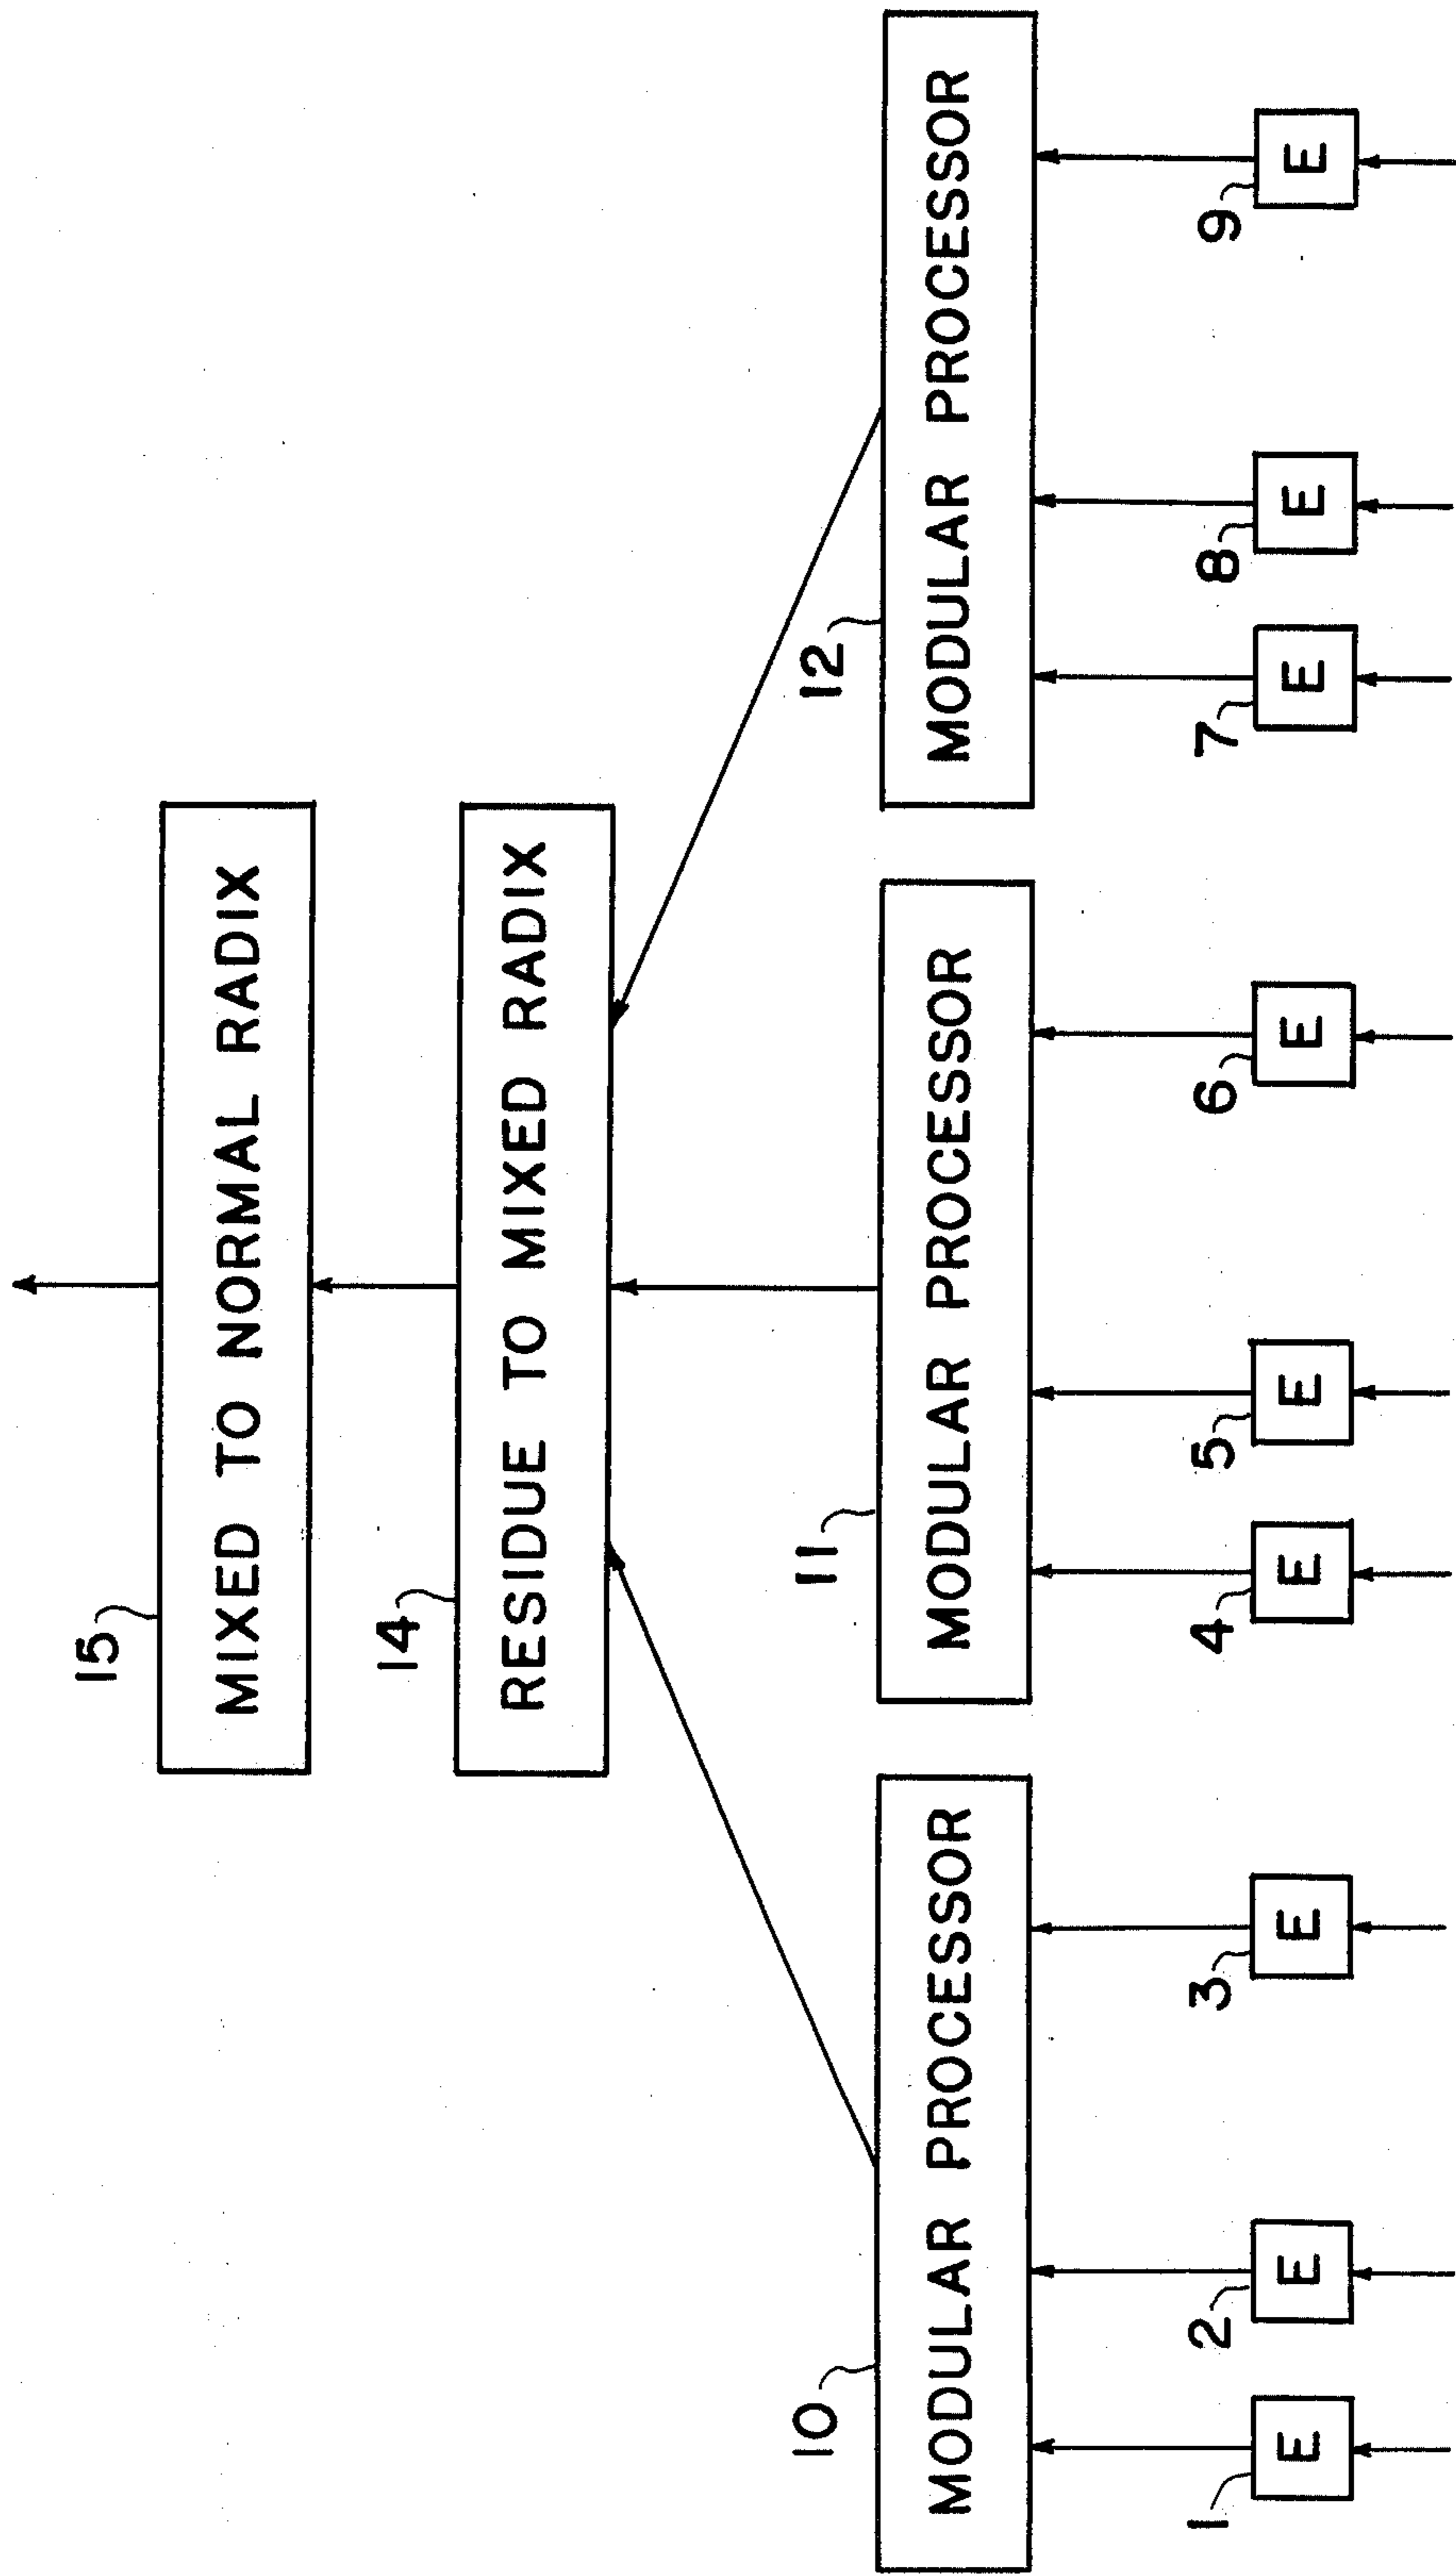 15
MIXED TO NORMAL RADIX
14
RESIDUE TO MIXED RADIX
10
MODULAR PROCESSOR
11
MODULAR PROCESSOR
12
MODULAR PROCESSOR
1
E
2
E
3
E
4
E
5
E
6
E
7
E
8
E
9
E